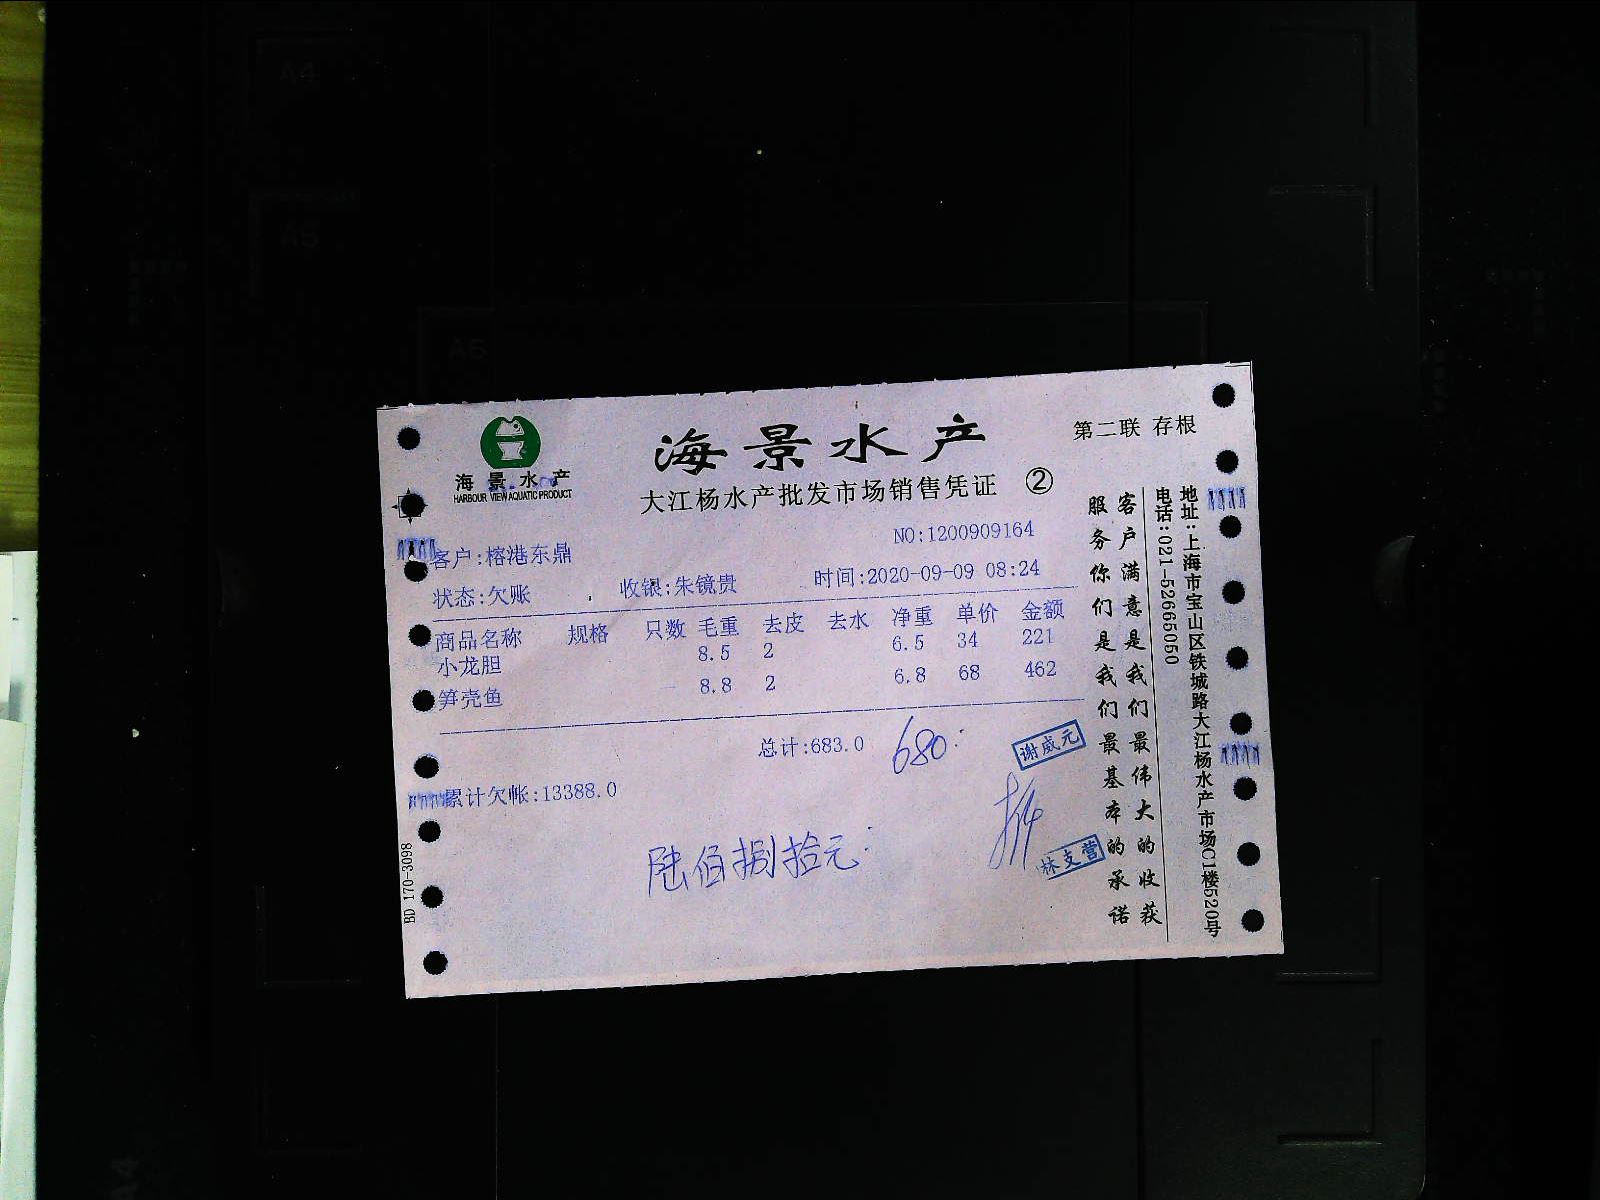 A4
A5
A6
海景水产
HARBOUR VIEW AQUATIC PRODUCT
海景水产
第二联 存根
大江杨水产批发市场销售凭证 ②
NO:1200909164
客户:榕港东鼎
状态:欠账 收银:朱镜贵 时间:2020-09-09 08:24
商品名称 规格 只数 毛重 去皮 去水 净重 单价 金额
小龙胆 8.5 2 6.5 34 221
笋壳鱼 8.8 2 6.8 68 462
总计:683.0 680
谢威元
累计欠帐:13388.0
陆佰捌拾元
林支营
BD 170-3098
客户满意是我们最伟大的收获
服务你们是我们最基本的承诺
地址:上海市宝山区铁城路大江杨水产市场C1楼520号
电话:021-52665050